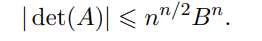 |det(A)| ⩽ n^{n/2}B^n.